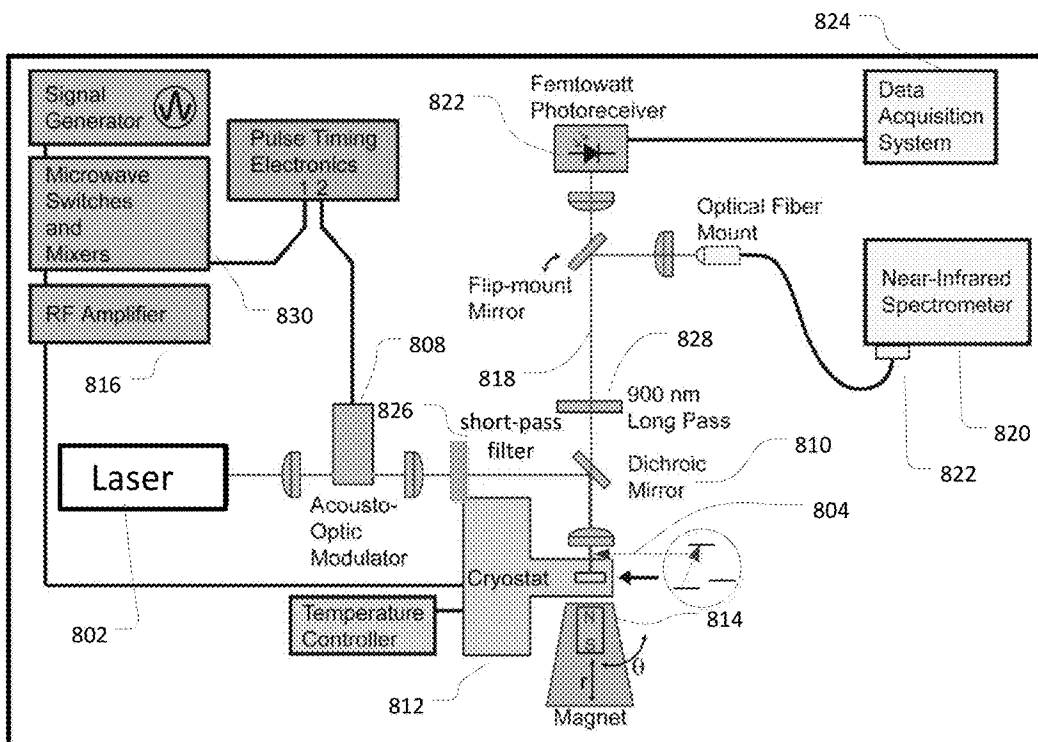 824
Signal
Generator
Pulse Timing
Electronics
1 2
Microwave
Switches
and
Mixers
RF Amplifier
830
816
822
Femtowatt
Photoreceiver
Data
Acquisition
System
Optical Fiber
Mount
Flip-mount
Mirror
Near-Infrared
Spectrometer
808
826
818
828
900 nm
Long Pass
820
822
short-pass
filter
810
Dichroic
Mirror
Laser
Acousto-
Optic
Modulator
804
Cryostat
802
Temperature
Controller
814
N
S
θ
r
812
Magnet